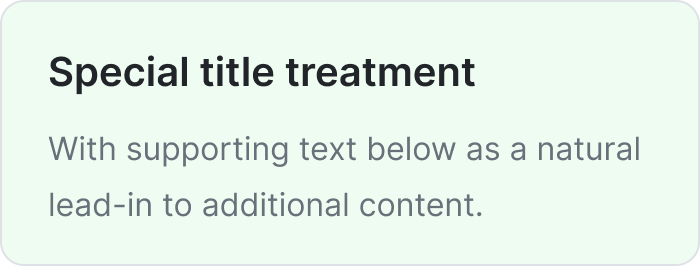 Special title treatment
With supporting text below as a natural
lead-in to additional content.